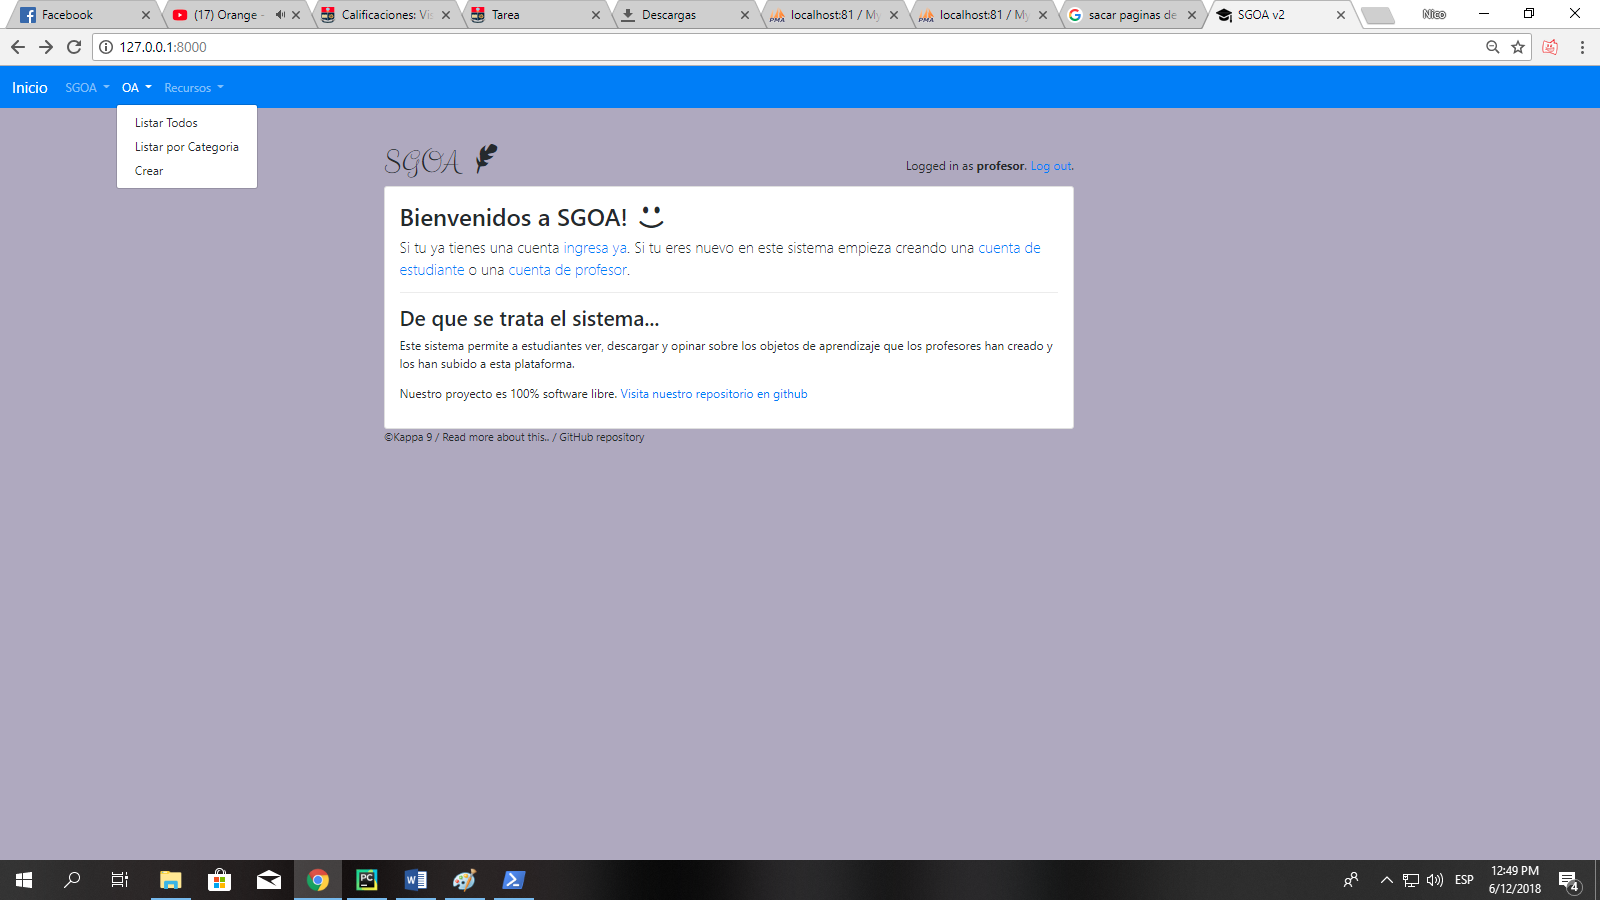 Facebook
(17) Orange -
Calificaciones: Vis
Tarea
Descargas
localhost:81 / My
localhost:81 / My
sacar paginas de
SGOA v2
Nico
127.0.0.1:8000
Inicio SGOA OA Recursos
Listar Todos
Listar por Categoria
Crear
SGOA
Logged in as profesor. Log out.
Bienvenidos a SGOA!
Si tu ya tienes una cuenta ingresa ya. Si tu eres nuevo en este sistema empieza creando una cuenta de
estudiante o una cuenta de profesor.
De que se trata el sistema...
Este sistema permite a estudiantes ver, descargar y opinar sobre los objetos de aprendizaje que los profesores han creado y
los han subido a esta plataforma.
Nuestro proyecto es 100% software libre. Visita nuestro repositorio en github
©Kappa 9 / Read more about this.. / GitHub repository
ESP
12:49 PM
6/12/2018
4